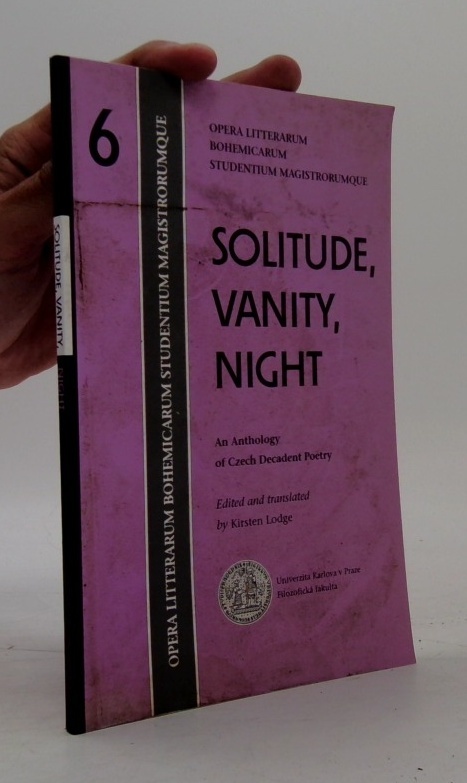 6
OPERA LITTERARUM
BOHEMICARUM
STUDENTIUM MAGISTRORUMQUE
SOLITUDE,
VANITY,
NIGHT
An Anthology
of Czech Decadent Poetry
Edited and translated
by Kirsten Lodge
Univerzita Karlova v Praze
Filozofická fakulta
OPERA LITTERARUM BOHEMICARUM STUDENTIUM MAGISTRORUMQUE
SOLITUDE, VANITY,